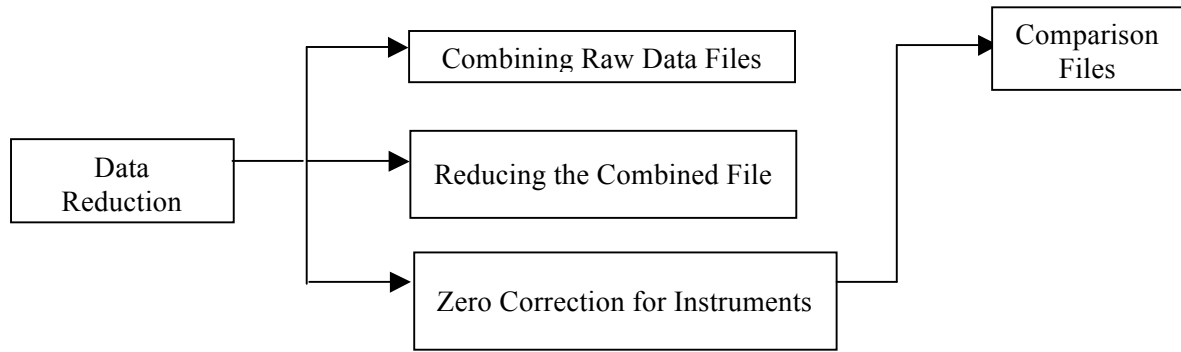 Combining Raw Data Files
Comparison
Files
Data
Reduction
Reducing the Combined File
Zero Correction for Instruments